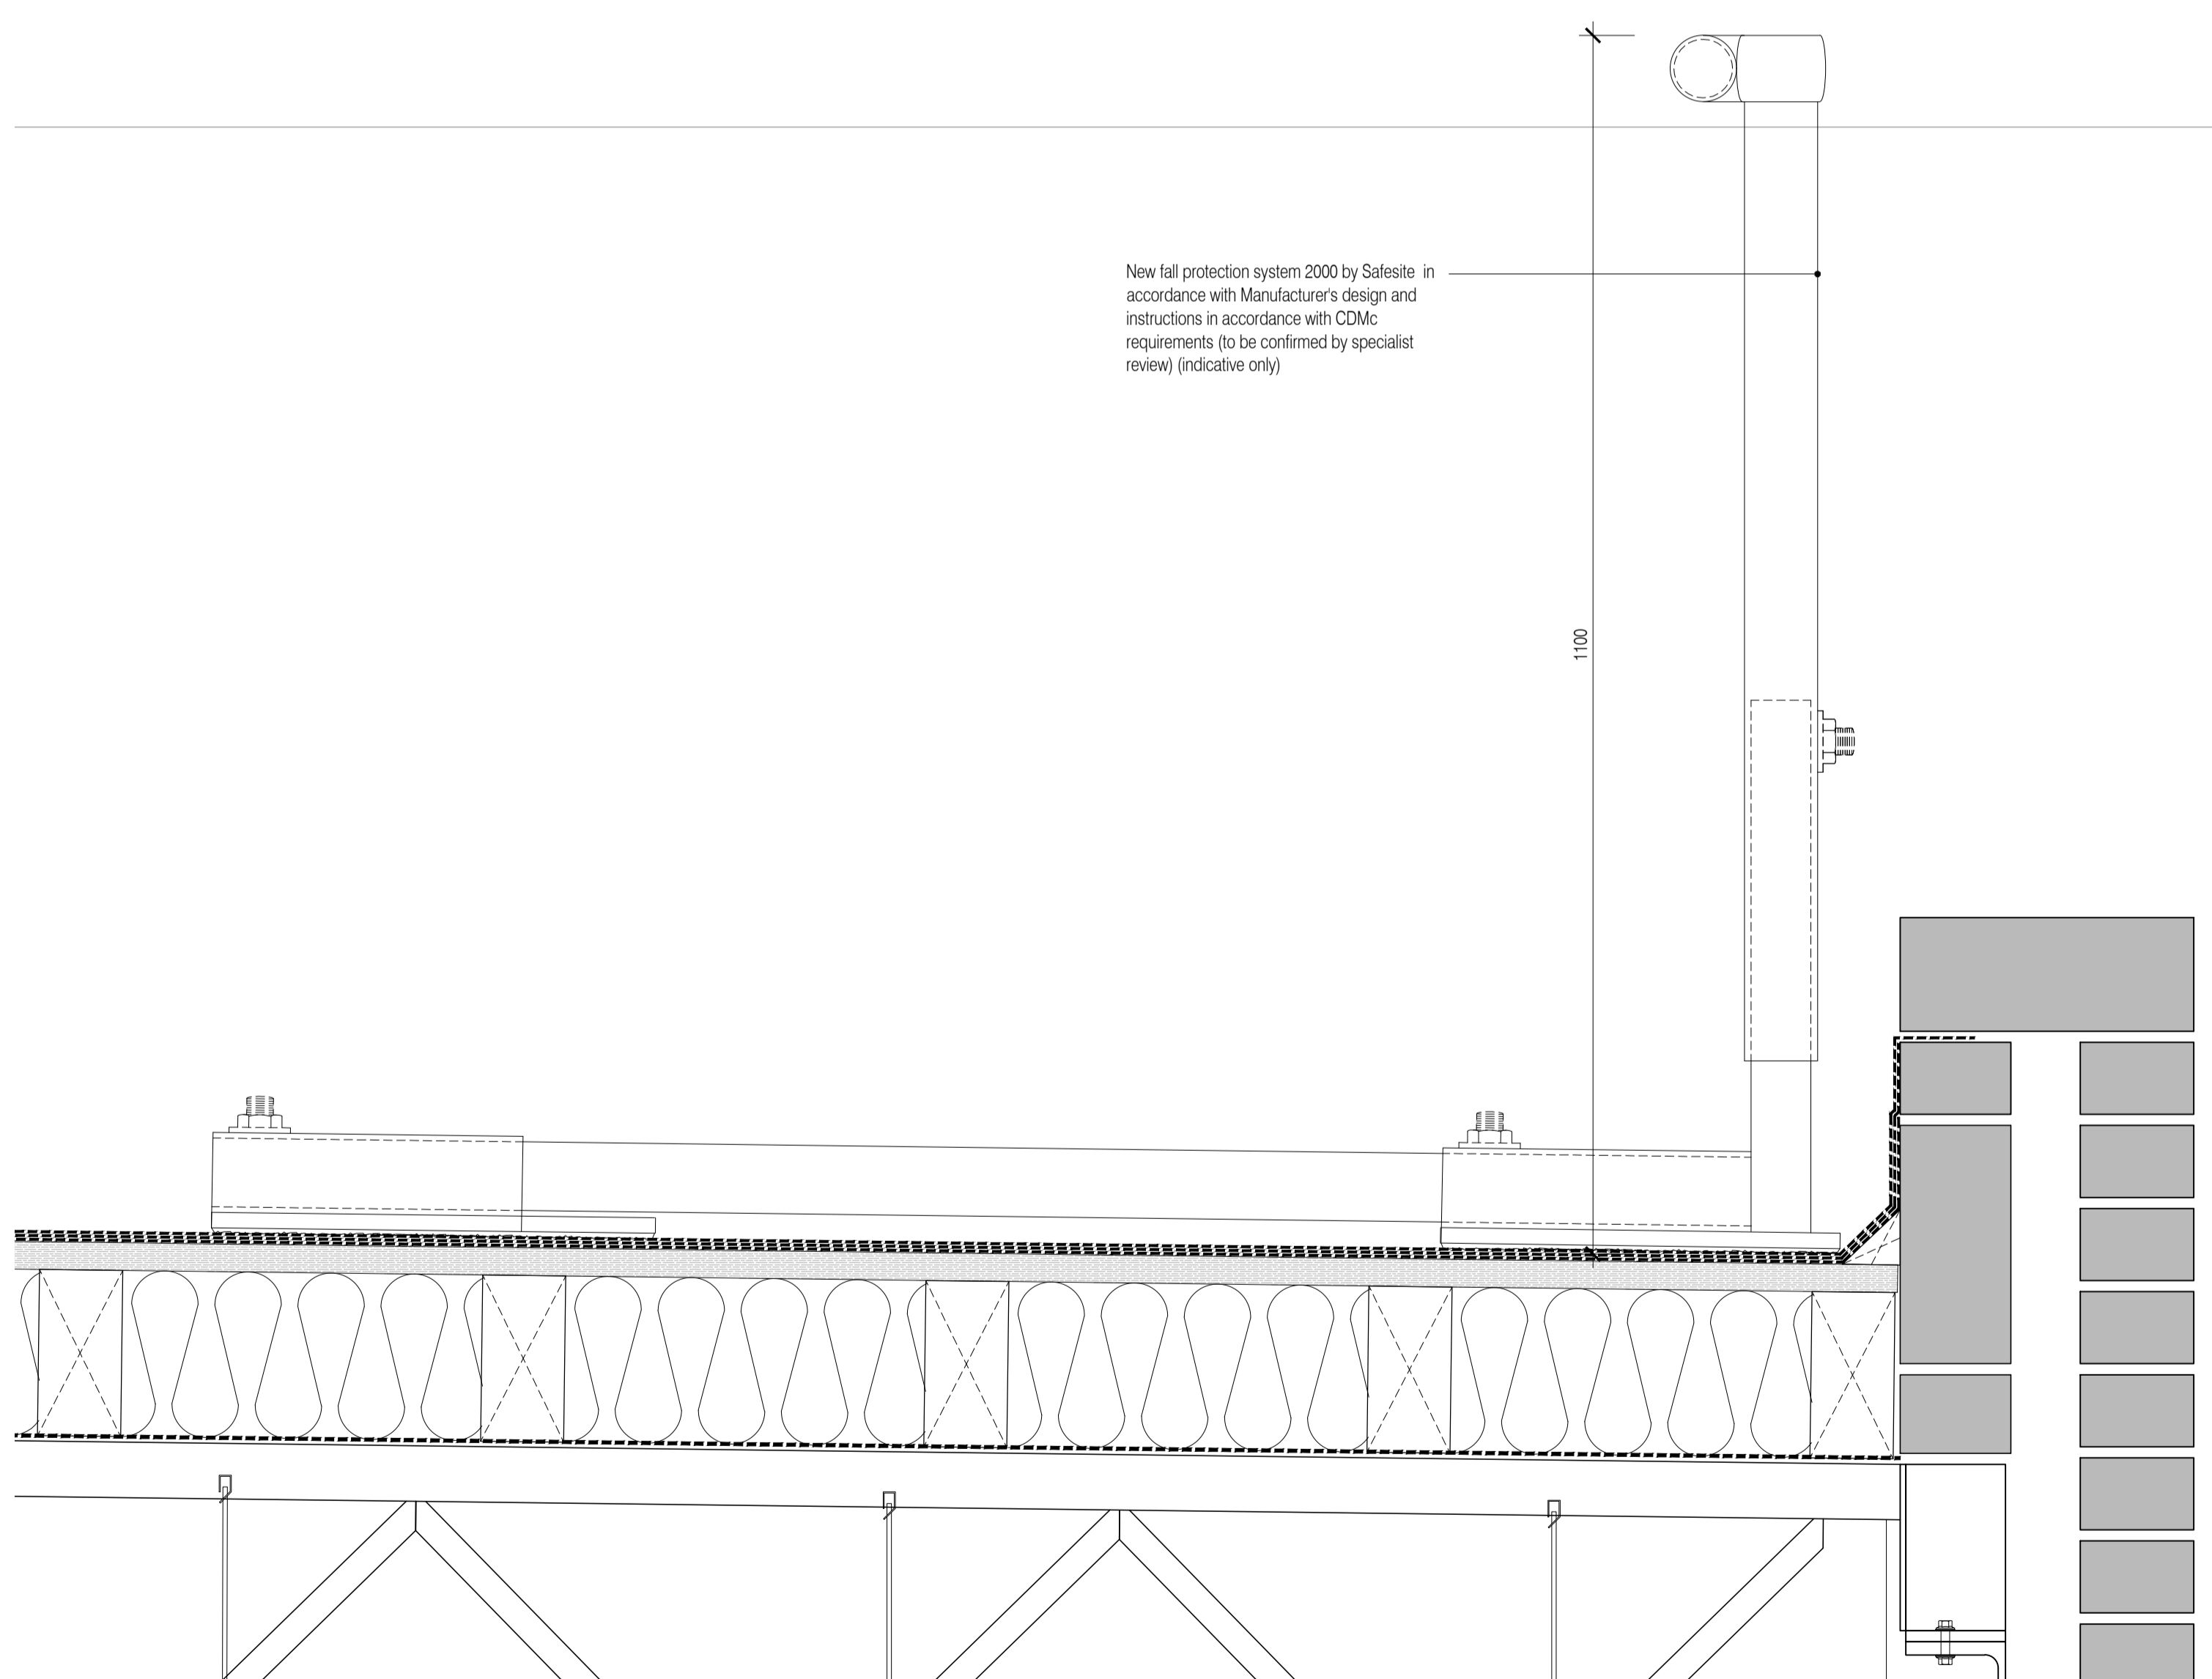 New fall protection system 2000 by Safesite in
accordance with Manufacturer's design and
instructions in accordance with CDMc
requirements (to be confirmed by specialist
review) (indicative only)
1100